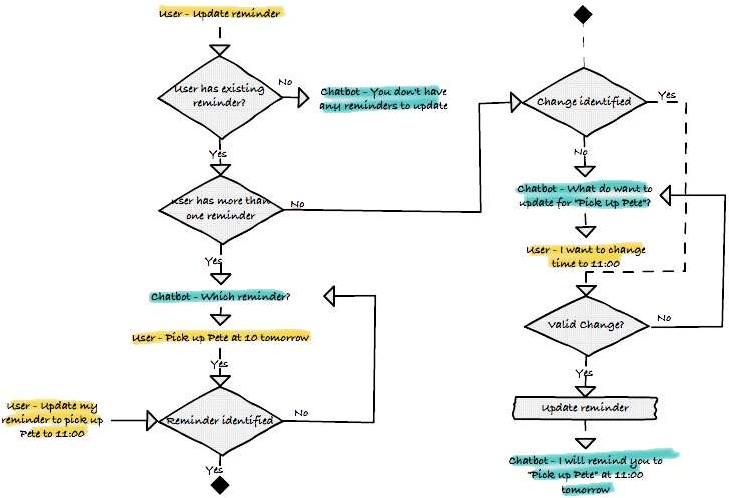 User - Update reminder
User has existing
reminder?
No
Chatbot - You don't have
any reminders to update
Yes
User has more than
one reminder
No
Yes
Chatbot - Which reminder?
User - Pick up Pete at 10 tomorrow
Yes
User - Update my
reminder to pick up
Pete to 11:00
Reminder identified
No
Yes
Change identified
Yes
No
Chatbot - What do want to
update for "Pick Up Pete"?
User - I want to change
time to 11:00
Valid Change?
No
Yes
Update reminder
Chatbot - I will remind you to
"Pick up Pete" at 11:00
tomorrow